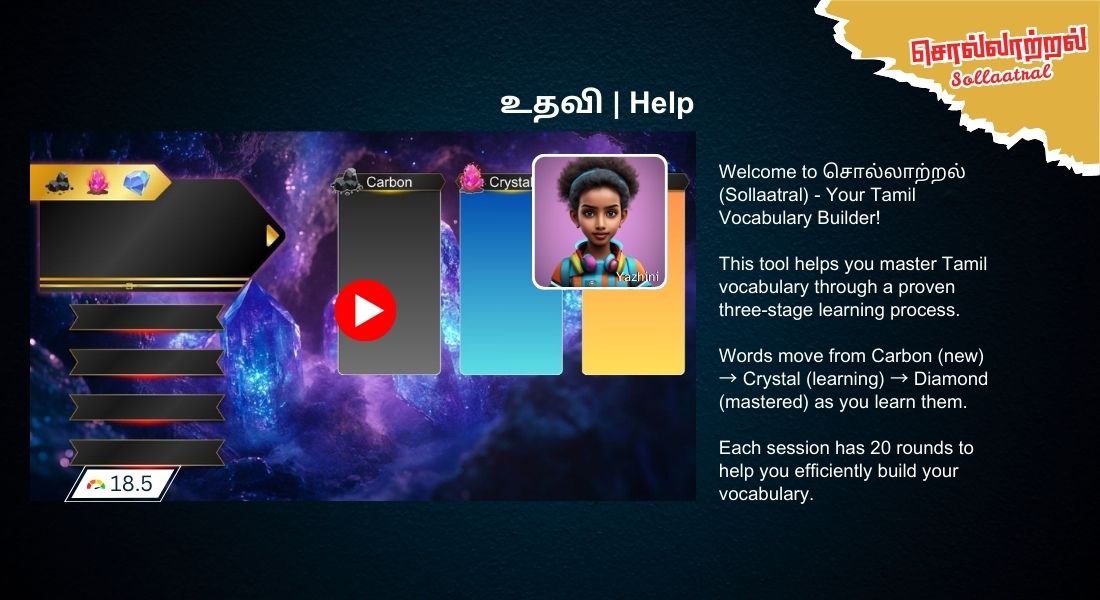 சொல்லாற்றல்
Sollaatral
உதவி | Help
Carbon
Crystal
Yazhini
18.5
Welcome to சொல்லாற்றல்
(Sollaatral) - Your Tamil
Vocabulary Builder!
This tool helps you master Tamil
vocabulary through a proven
three-stage learning process.
Words move from Carbon (new)
→ Crystal (learning) → Diamond
(mastered) as you learn them.
Each session has 20 rounds to
help you efficiently build your
vocabulary.